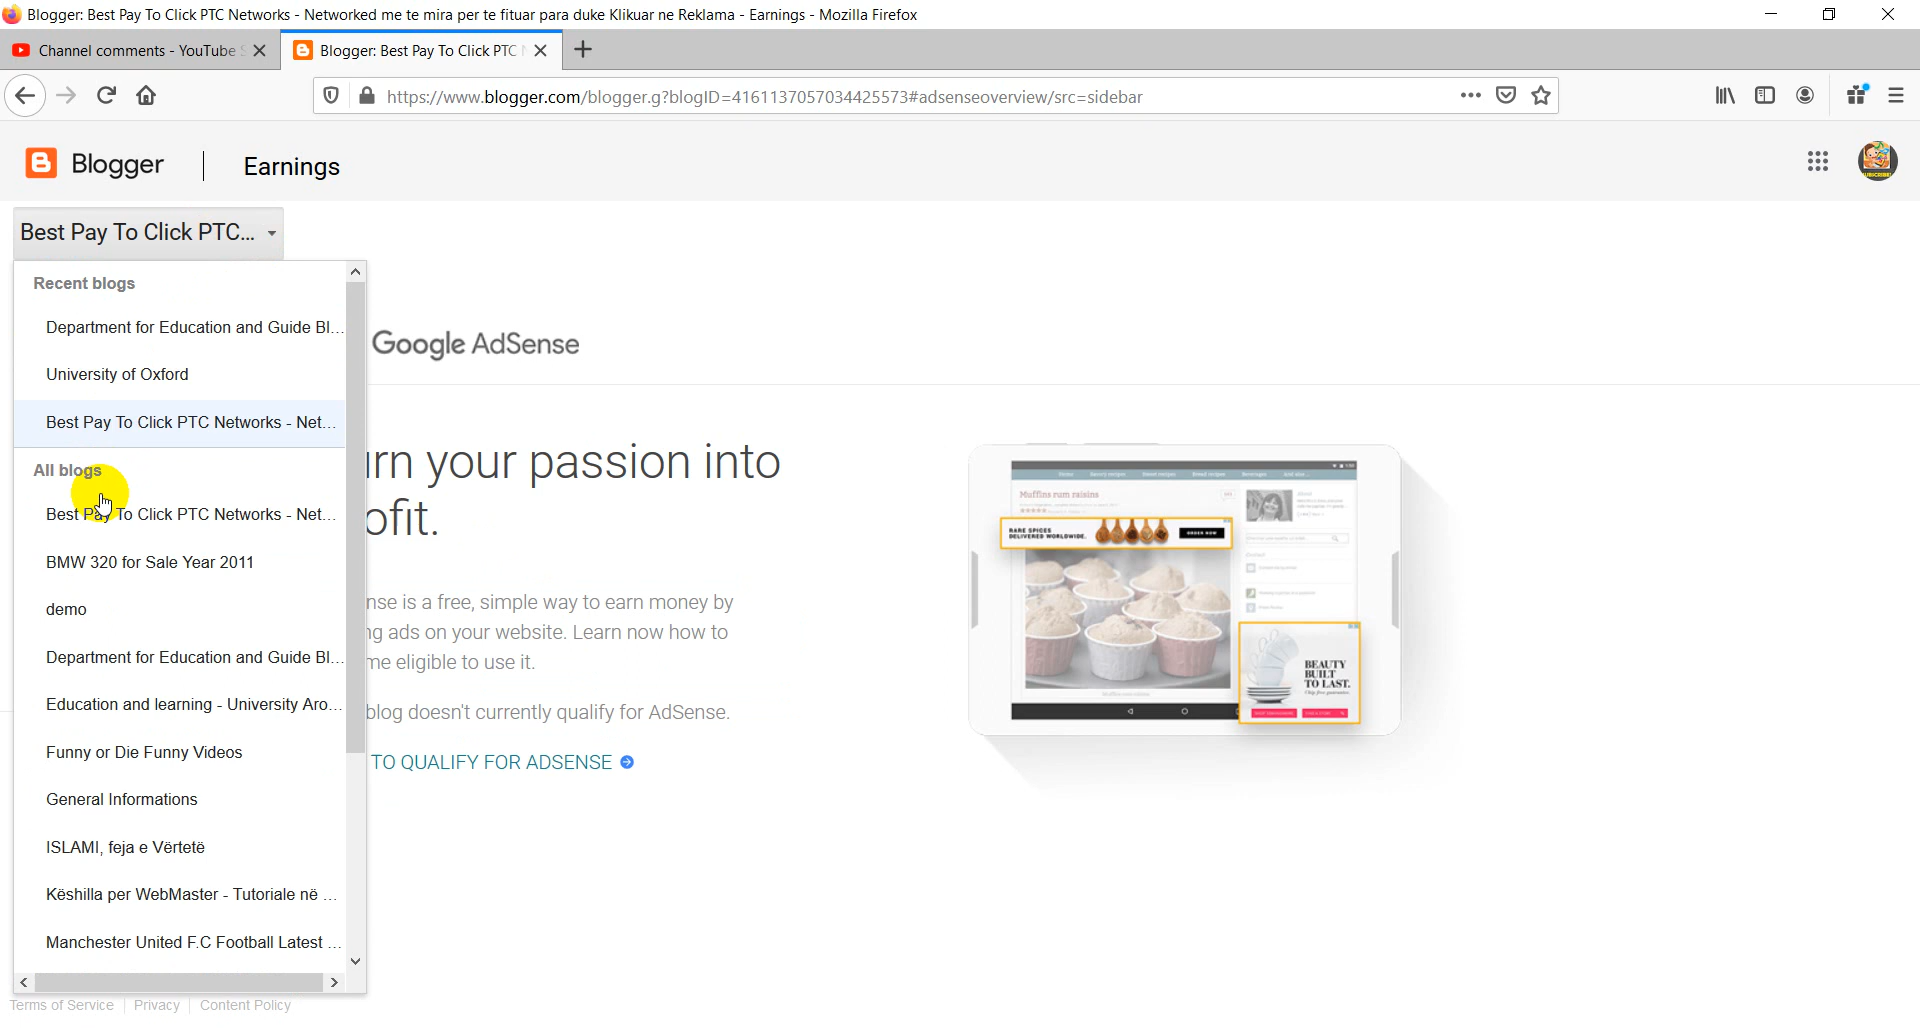 Blogger: Best Pay To Click PTC Networks - Networked me te mira per te fituar para duke Klikuar ne Reklama - Earnings - Mozilla Firefox
Channel comments - YouTube
Blogger: Best Pay To Click PTC
https://www.blogger.com/blogger.g?blogID=4161137057034425573#adsenseoverview/src=sidebar
Blogger
Earnings
Best Pay To Click PTC...
Recent blogs
Department for Education and Guide Bl...
University of Oxford
Best Pay To Click PTC Networks - Net...
All blogs
Best Pay To Click PTC Networks - Net...
BMW 320 for Sale Year 2011
demo
Department for Education and Guide Bl...
Education and learning - University Aro...
Funny or Die Funny Videos
General Informations
ISLAMI, feja e Vërtetë
Këshilla per WebMaster - Tutoriale në ...
Manchester United F.C Football Latest ...
Google AdSense
urn your passion into
ofit.
nse is a free, simple way to earn money by
ng ads on your website. Learn now how to
me eligible to use it.
blog doesn't currently qualify for AdSense.
TO QUALIFY FOR ADSENSE
Muffins rum raisins
RARE SPICES
DELIVERED WORLDWIDE.
ORDER NOW
BEAUTY
BUILT
TO LAST.
Terms of Service
Privacy
Content Policy